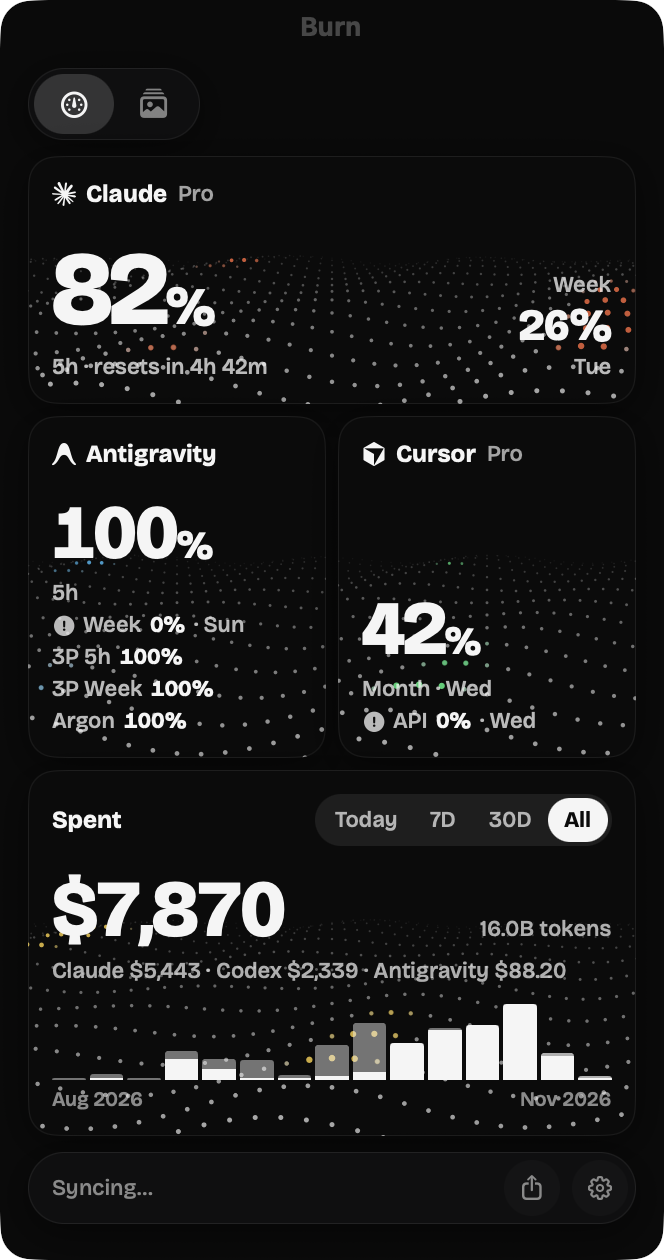 Burn
Claude Pro
82%
5h · resets in 4h 42m
Week
26%
Tue
Antigravity
100%
5h
Week 0% · Sun
3P 5h 100%
3P Week 100%
Argon 100%
Cursor Pro
42%
Month · Wed
API 0% · Wed
Spent
Today 7D 30D All
$7,870
16.0B tokens
Claude $5,443 · Codex $2,339 · Antigravity $88.20
Aug 2026
Nov 2026
Syncing...